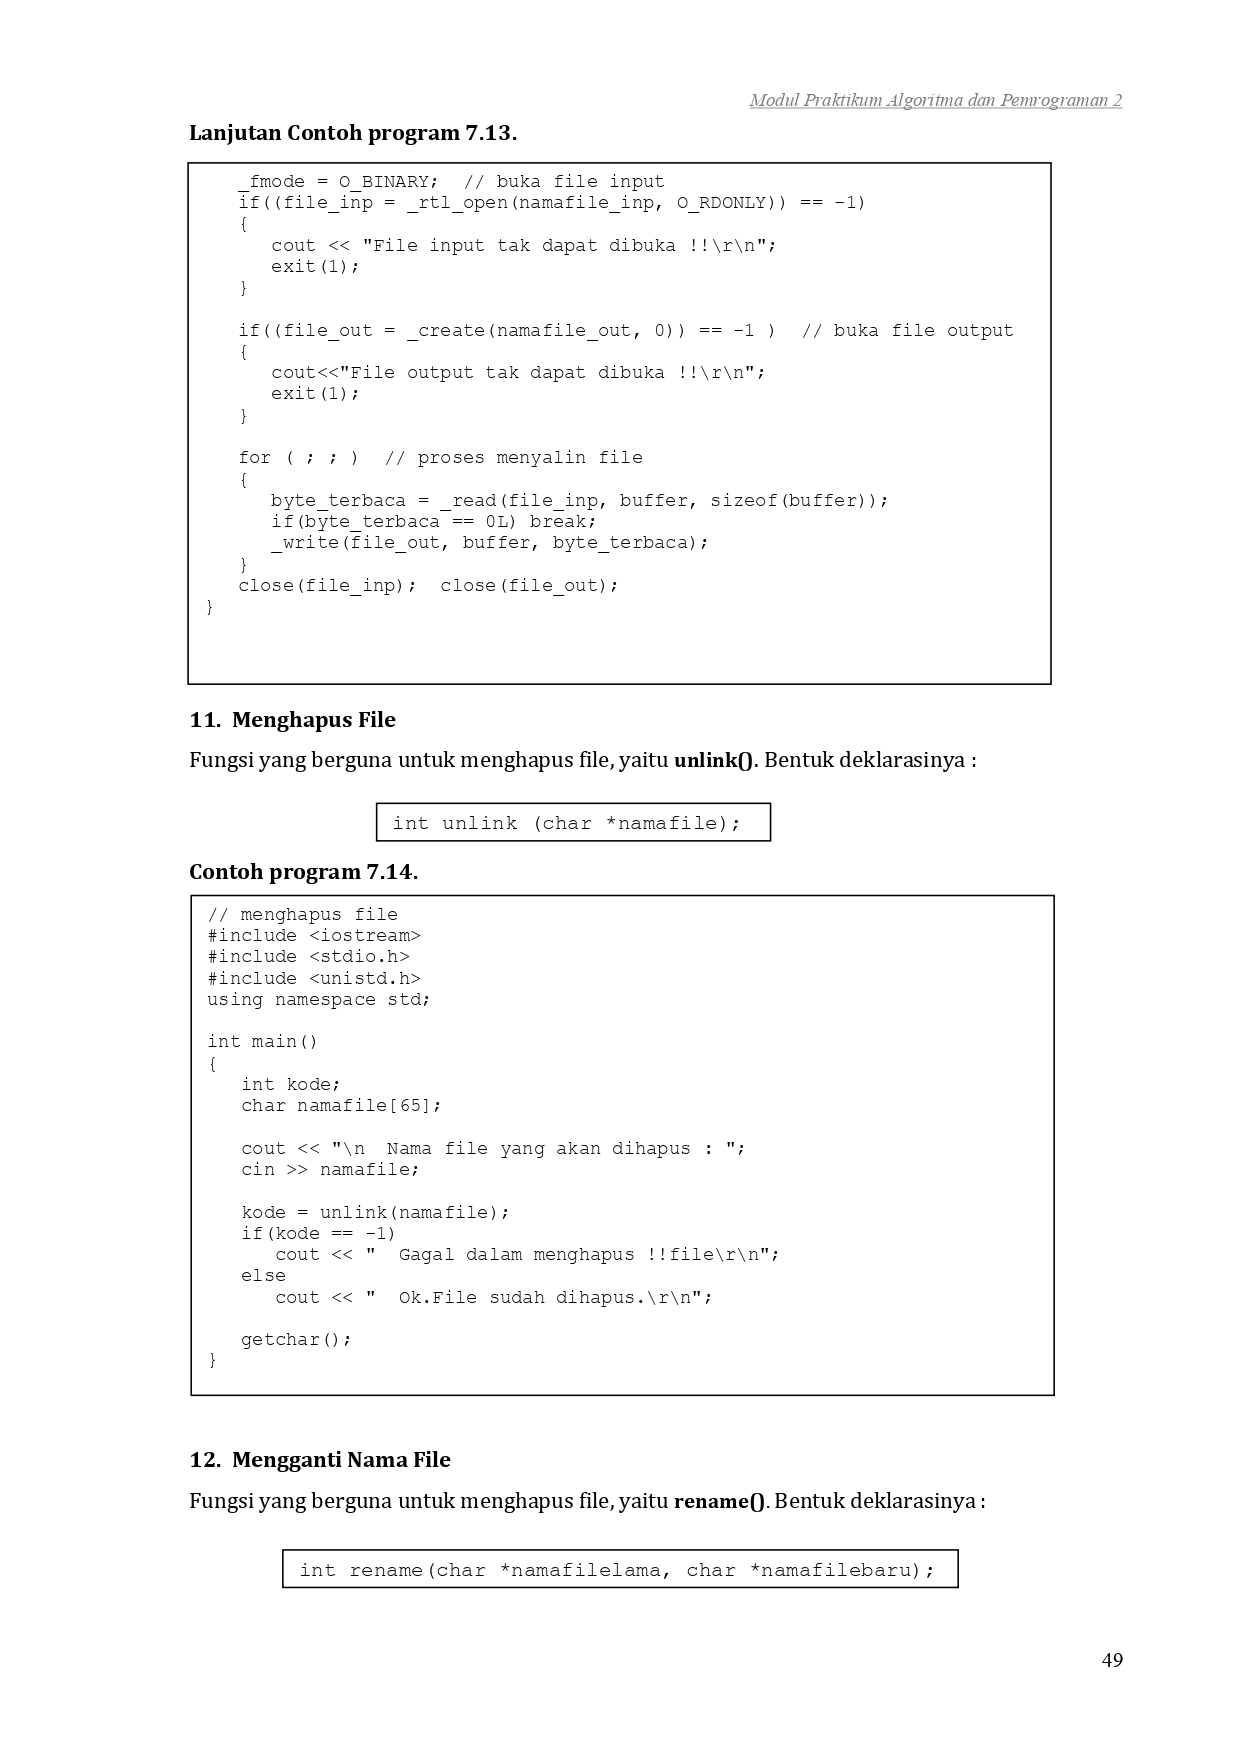 Modul Praktikum Algoritma dan Pemrograman 2
Lanjutan Contoh program 7.13.
_fmode = O_BINARY;  // buka file input
if((file_inp = _rtl_open(namafile_inp, O_RDONLY)) == -1)
{
cout << "File input tak dapat dibuka !!\r\n";
exit(1);
}
if((file_out = _create(namafile_out, 0)) == -1 )  // buka file output
{
cout<<"File output tak dapat dibuka !!\r\n";
exit(1);
}
for ( ; ; )  // proses menyalin file
{
byte_terbaca = _read(file_inp, buffer, sizeof(buffer));
if(byte_terbaca == 0L) break;
_write(file_out, buffer, byte_terbaca);
}
close(file_inp);  close(file_out);
}
11.  Menghapus File
Fungsi yang berguna untuk menghapus file, yaitu unlink(). Bentuk deklarasinya :
int unlink (char *namafile);
Contoh program 7.14.
// menghapus file
#include <iostream>
#include <stdio.h>
#include <unistd.h>
using namespace std;
int main()
{
int kode;
char namafile[65];
cout << "\n  Nama file yang akan dihapus : ";
cin >> namafile;
kode = unlink(namafile);
if(kode == -1)
cout << "  Gagal dalam menghapus !!file\r\n";
else
cout << "  Ok.File sudah dihapus.\r\n";
getchar();
}
12.  Mengganti Nama File
Fungsi yang berguna untuk menghapus file, yaitu rename(). Bentuk deklarasinya :
int rename(char *namafilelama, char *namafilebaru);
49